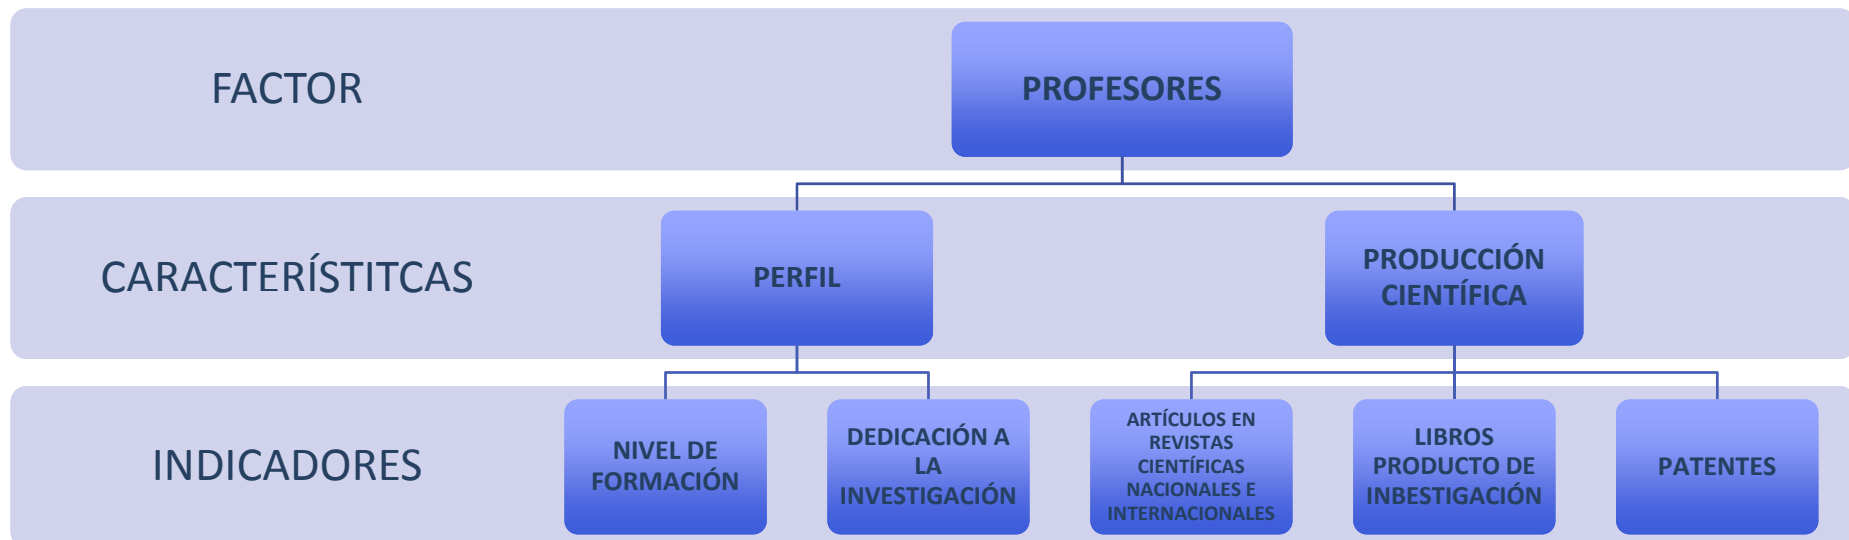 FACTOR
PROFESORES
CARACTERÍSTITCAS
PERFIL
PRODUCCIÓN
CIENTÍFICA
INDICADORES
NIVEL DE
FORMACIÓN
DEDICACIÓN A
LA
INVESTIGACIÓN
ARTÍCULOS EN
REVISTAS
CIENTÍFICAS
NACIONALES E
INTERNACIONALES
LIBROS
PRODUCTO DE
INBESTIGACIÓN
PATENTES